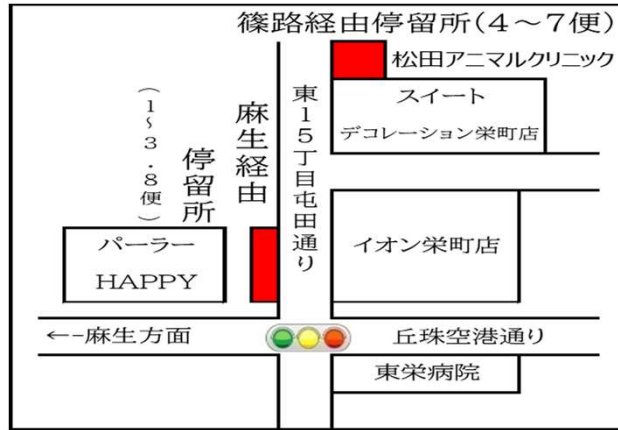 篠路経由停留所(4～7便)
松田アニマルクリニック
スイート
デコレーション栄町店
東15丁目屯田通り
麻生経由
停留所
(1～3.8便)
パーラー
HAPPY
イオン栄町店
←-麻生方面
丘珠空港通り
東栄病院